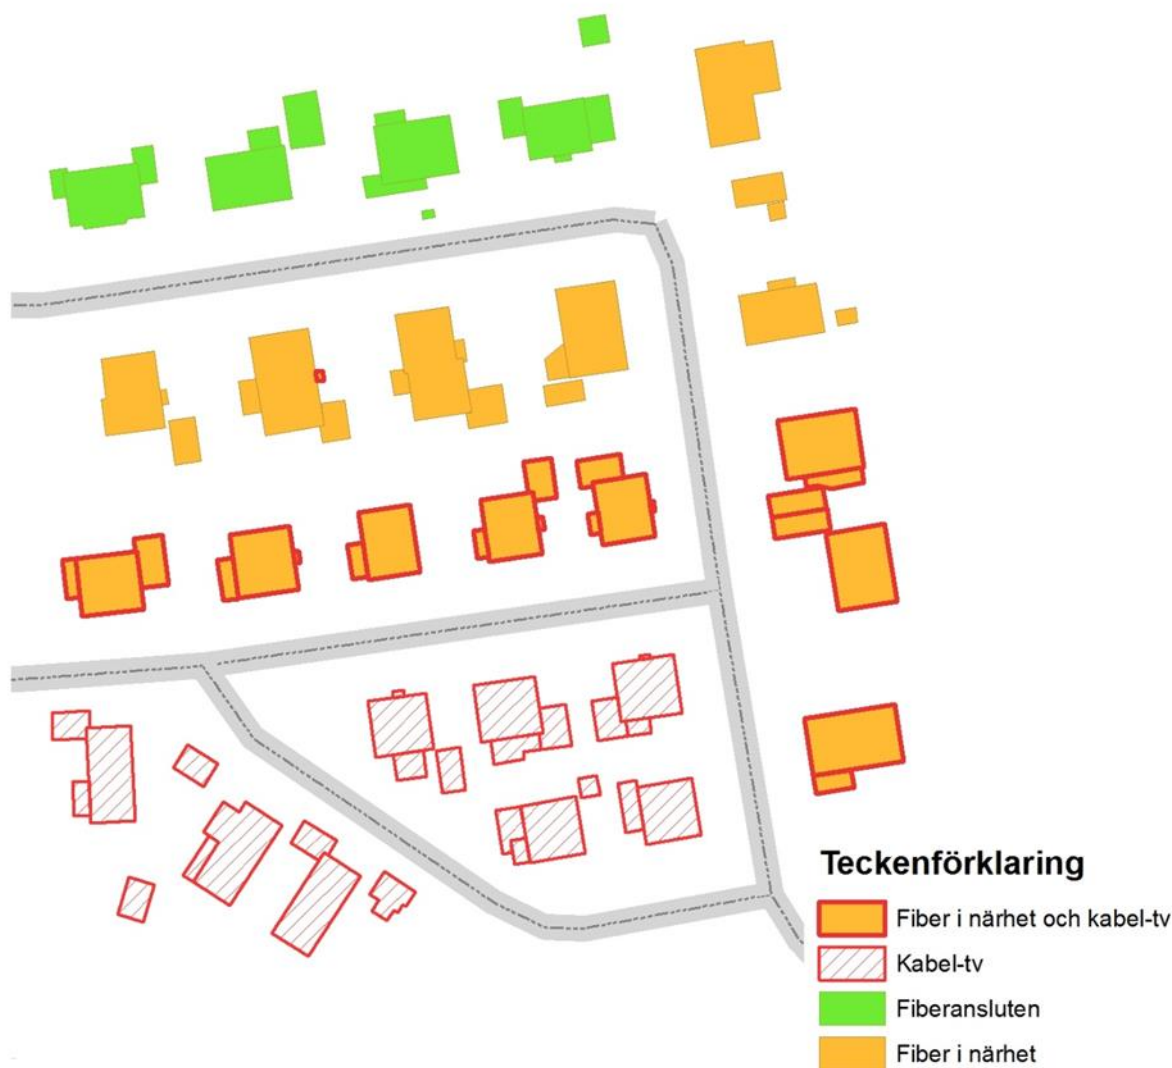 Teckenförklaring
Fiber i närhet och kabel-tv
Kabel-tv
Fiberansluten
Fiber i närhet